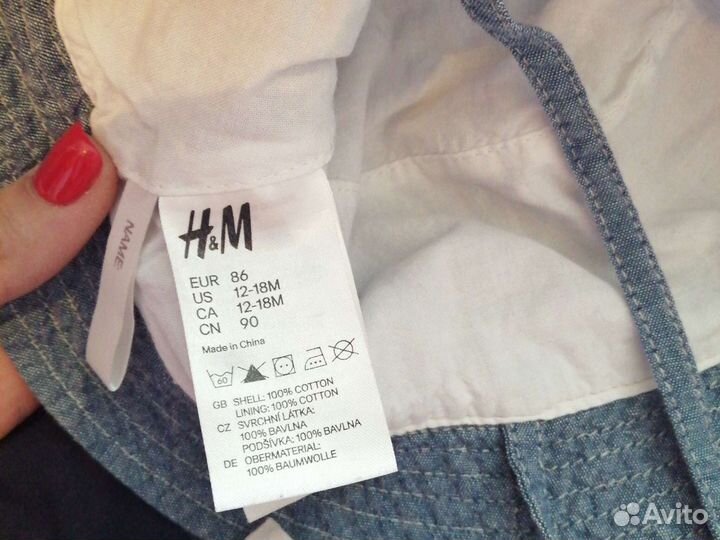 NAME:
H&M
EUR 86
US 12-18M
CA 12-18M
CN 90
Made in China
60
GB SHELL: 100% COTTON
LINING: 100% COTTON
CZ SVRCHNÍ LÁTKA:
100% BAVLNA
PODŠÍVKA: 100% BAVLNA
DE OBERMATERIAL:
100% BAUMWOLLE
Avito